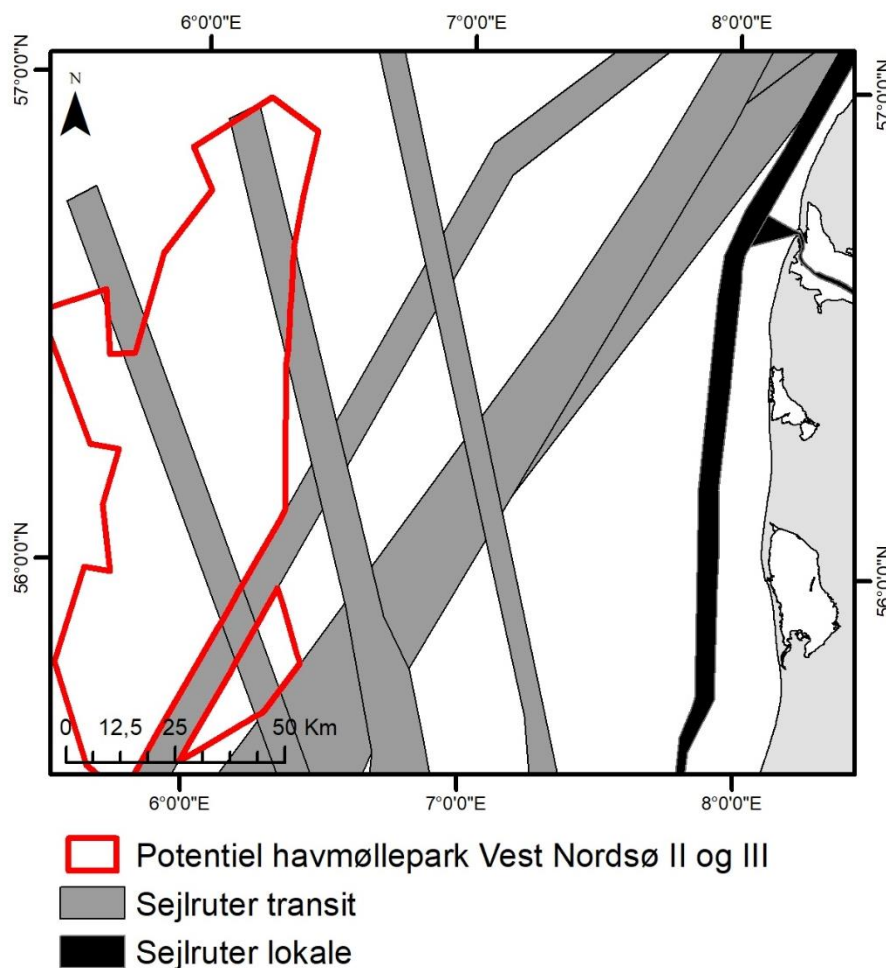 6°0'0"E 7°0'0"E 8°0'0"E
57°0'0"N
57°0'0"N
N
56°0'0"N
56°0'0"N
0 12,5 25 50 Km
6°0'0"E 7°0'0"E 8°0'0"E
Potentiel havmøllepark Vest Nordsø II og III
Sejlruter transit
Sejlruter lokale